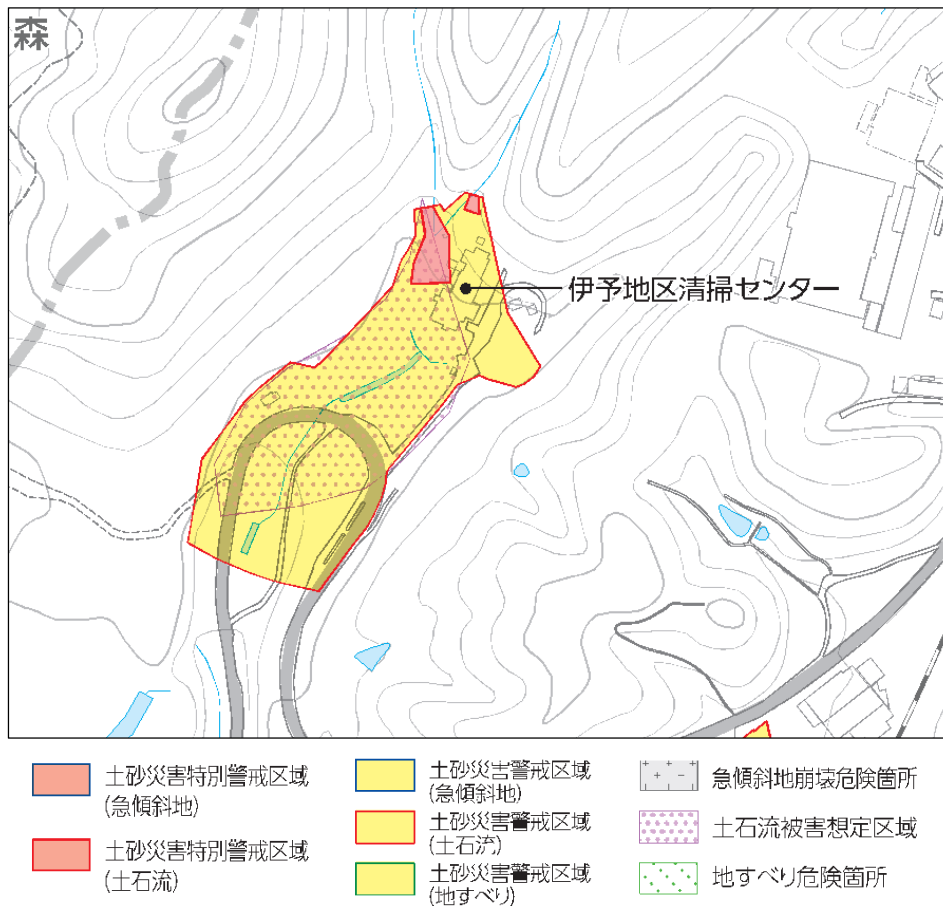 森
伊予地区清掃センター
土砂災害特別警戒区域
(急傾斜地)
土砂災害特別警戒区域
(土石流)
土砂災害警戒区域
(急傾斜地)
土砂災害警戒区域
(土石流)
土砂災害警戒区域
(地すべり)
急傾斜地崩壊危険箇所
土石流被害想定区域
地すべり危険箇所